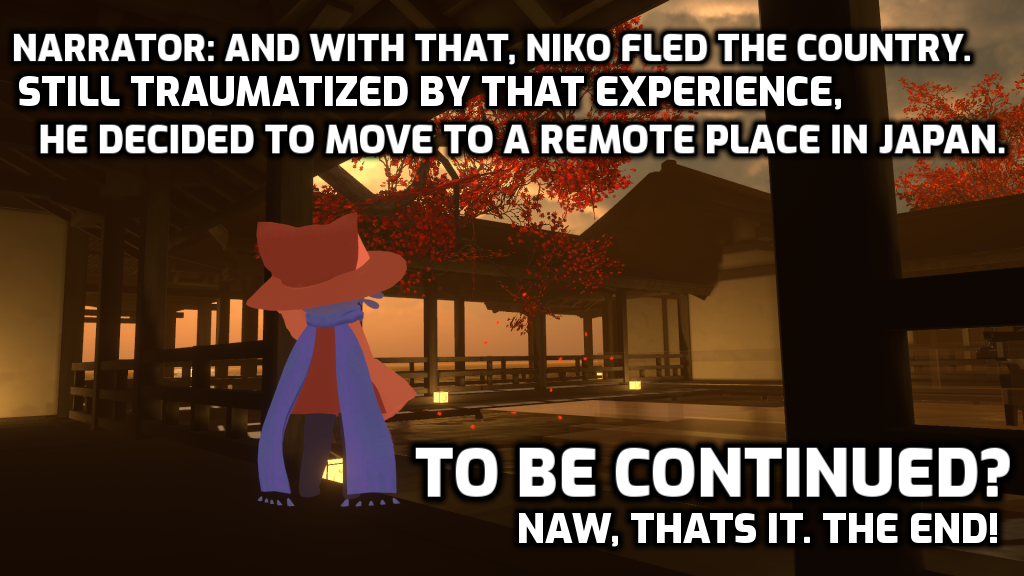 NARRATOR: AND WITH THAT, NIKO FLED THE COUNTRY.
STILL TRAUMATIZED BY THAT EXPERIENCE,
HE DECIDED TO MOVE TO A REMOTE PLACE IN JAPAN.
TO BE CONTINUED?
NAW, THATS IT. THE END!